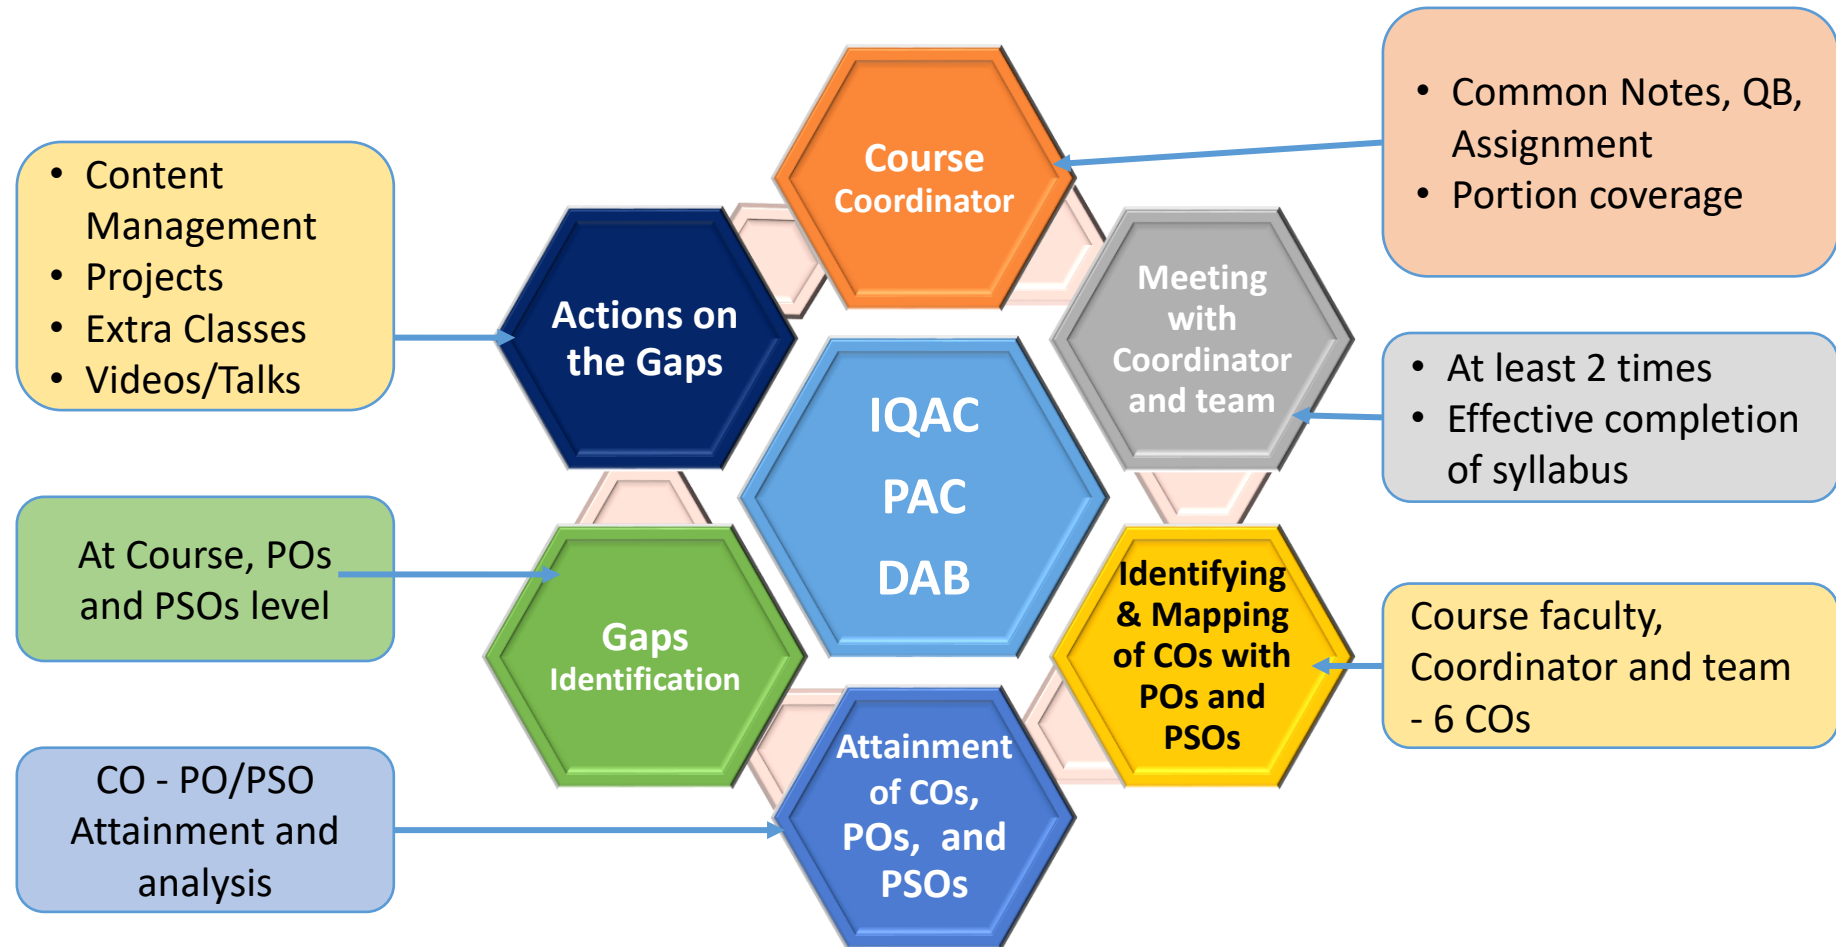 Course
Coordinator
• Common Notes, QB,
Assignment
• Portion coverage
Meeting
with
Coordinator
and team
• At least 2 times
• Effective completion
of syllabus
Identifying
& Mapping
of COs with
POs and
PSOs
Course faculty,
Coordinator and team
- 6 COs
Attainment
of COs,
POs, and
PSOs
CO - PO/PSO
Attainment and
analysis
Gaps
Identification
At Course, POs
and PSOs level
Actions on
the Gaps
• Content
Management
• Projects
• Extra Classes
• Videos/Talks
IQAC
PAC
DAB